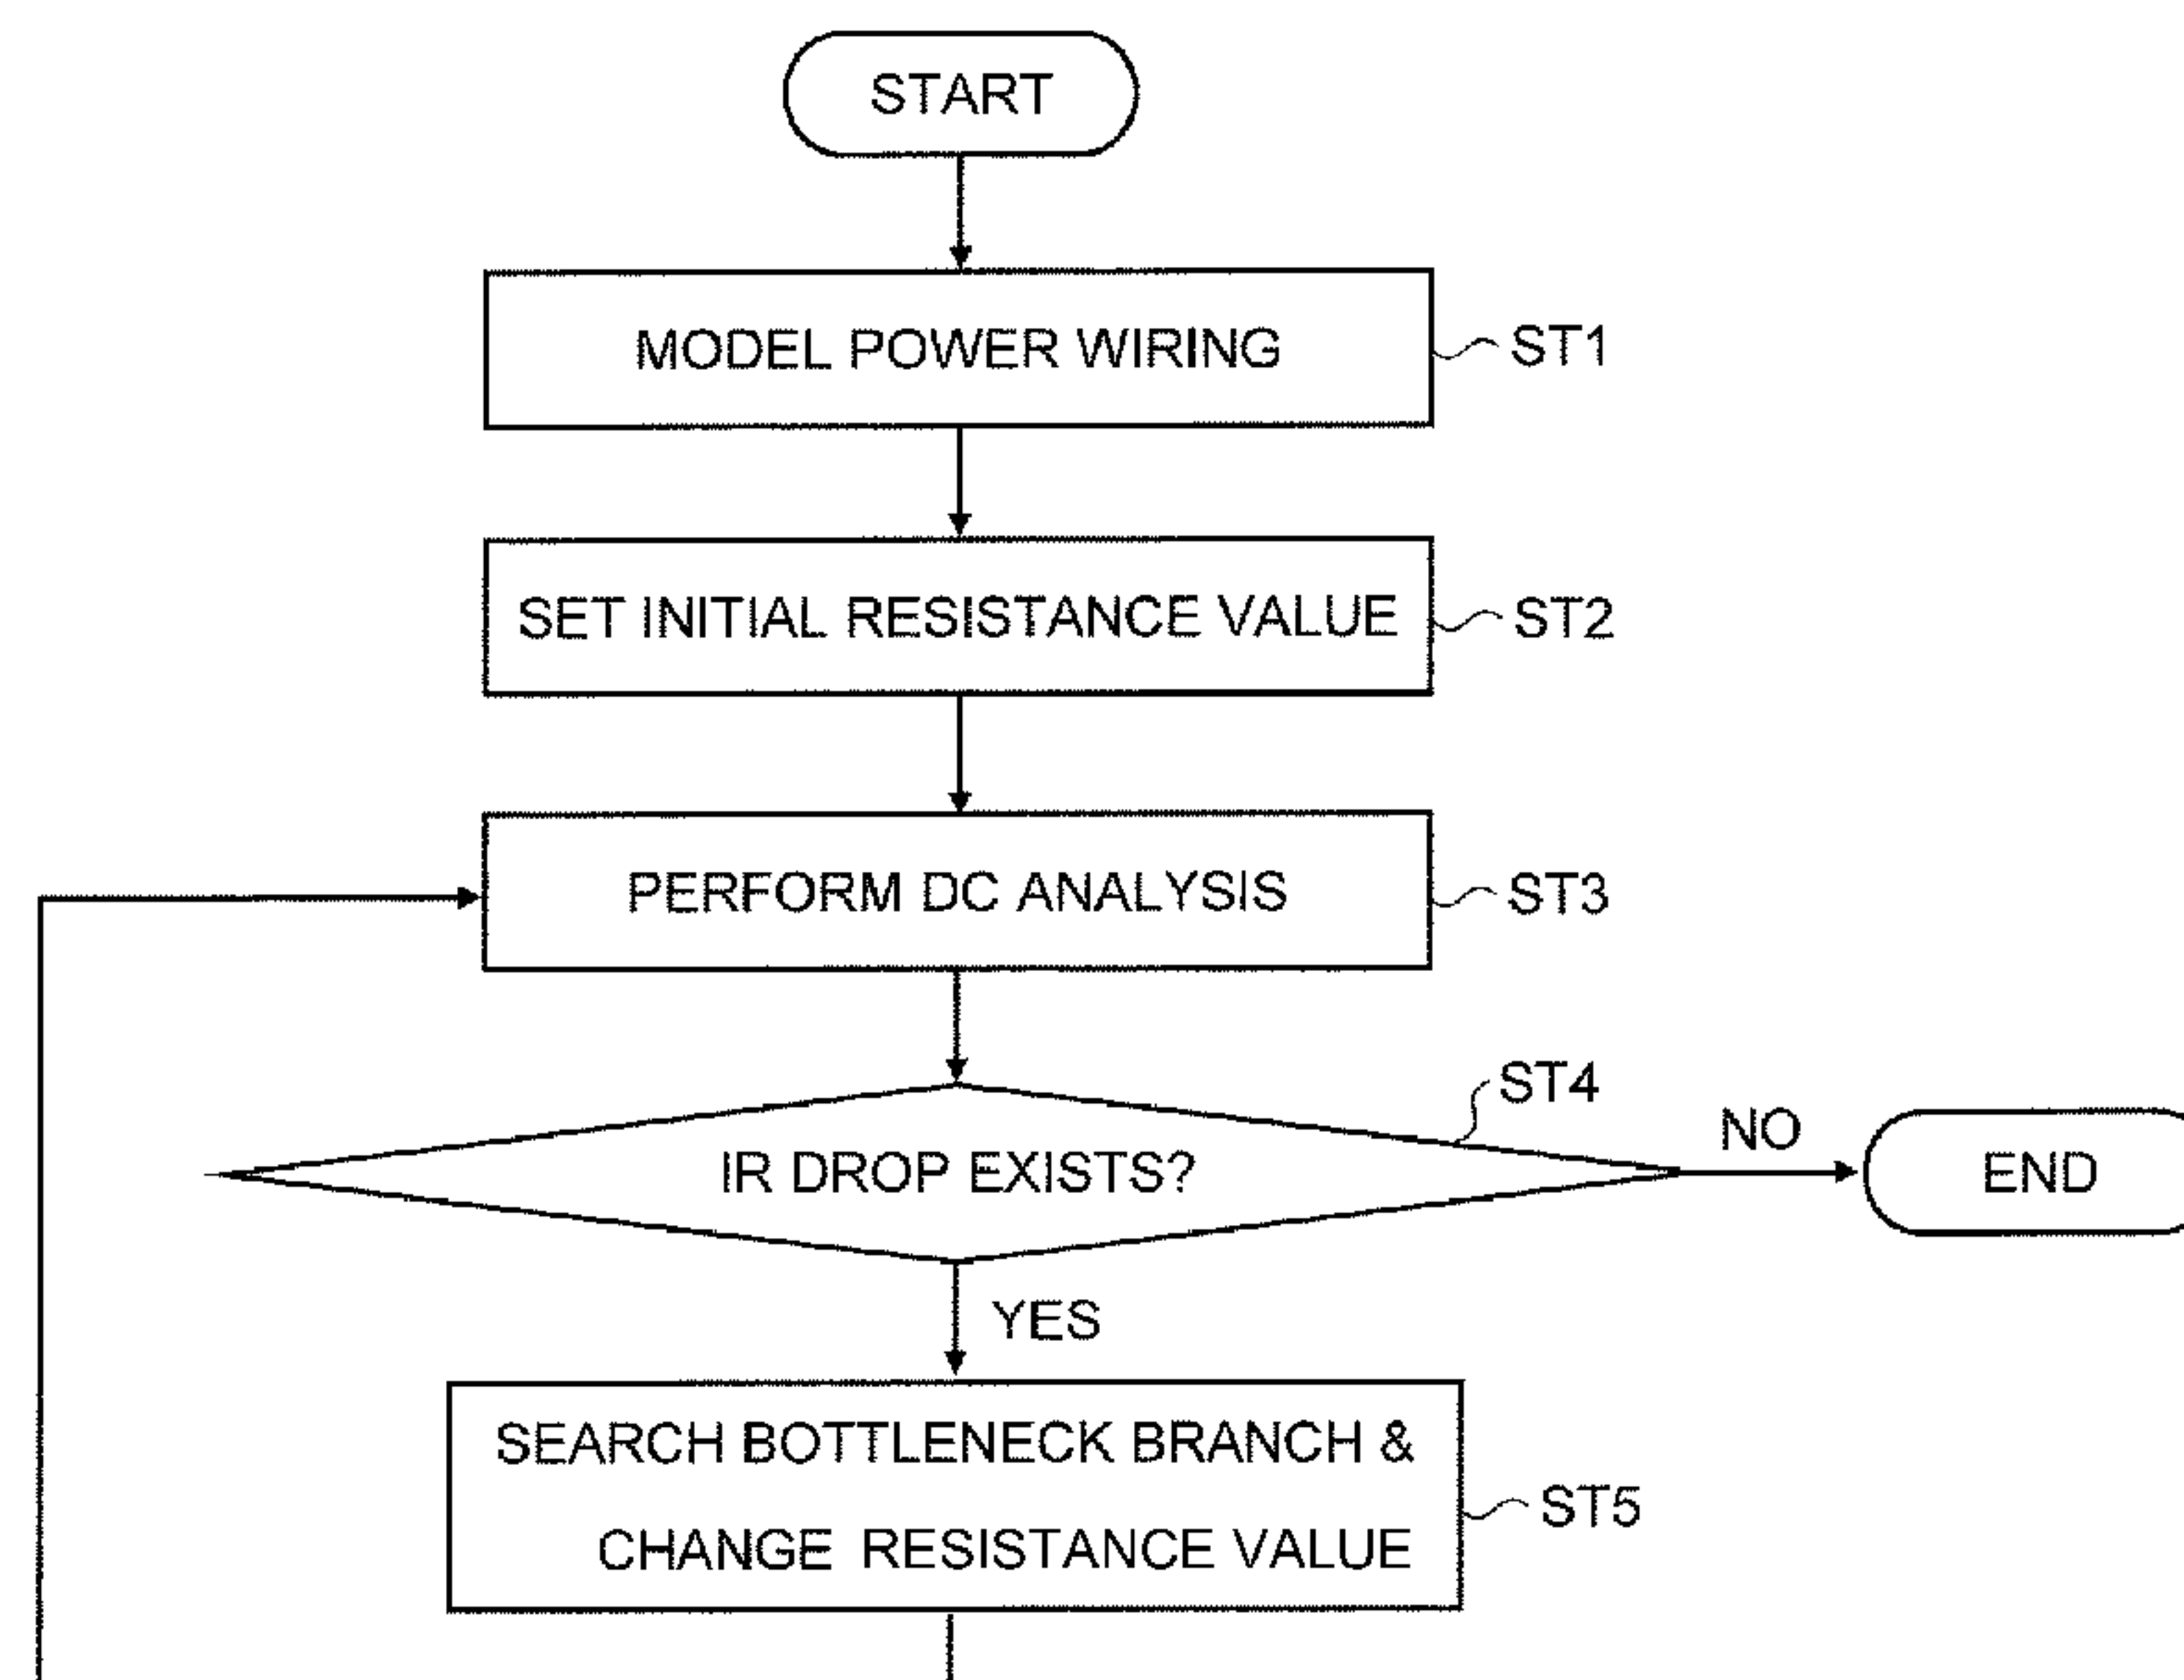 START
MODEL POWER WIRING
ST1
SET INITIAL RESISTANCE VALUE
ST2
PERFORM DC ANALYSIS
ST3
ST4
IR DROP EXISTS?
NO
END
YES
SEARCH BOTTLENECK BRANCH &
CHANGE RESISTANCE VALUE
ST5